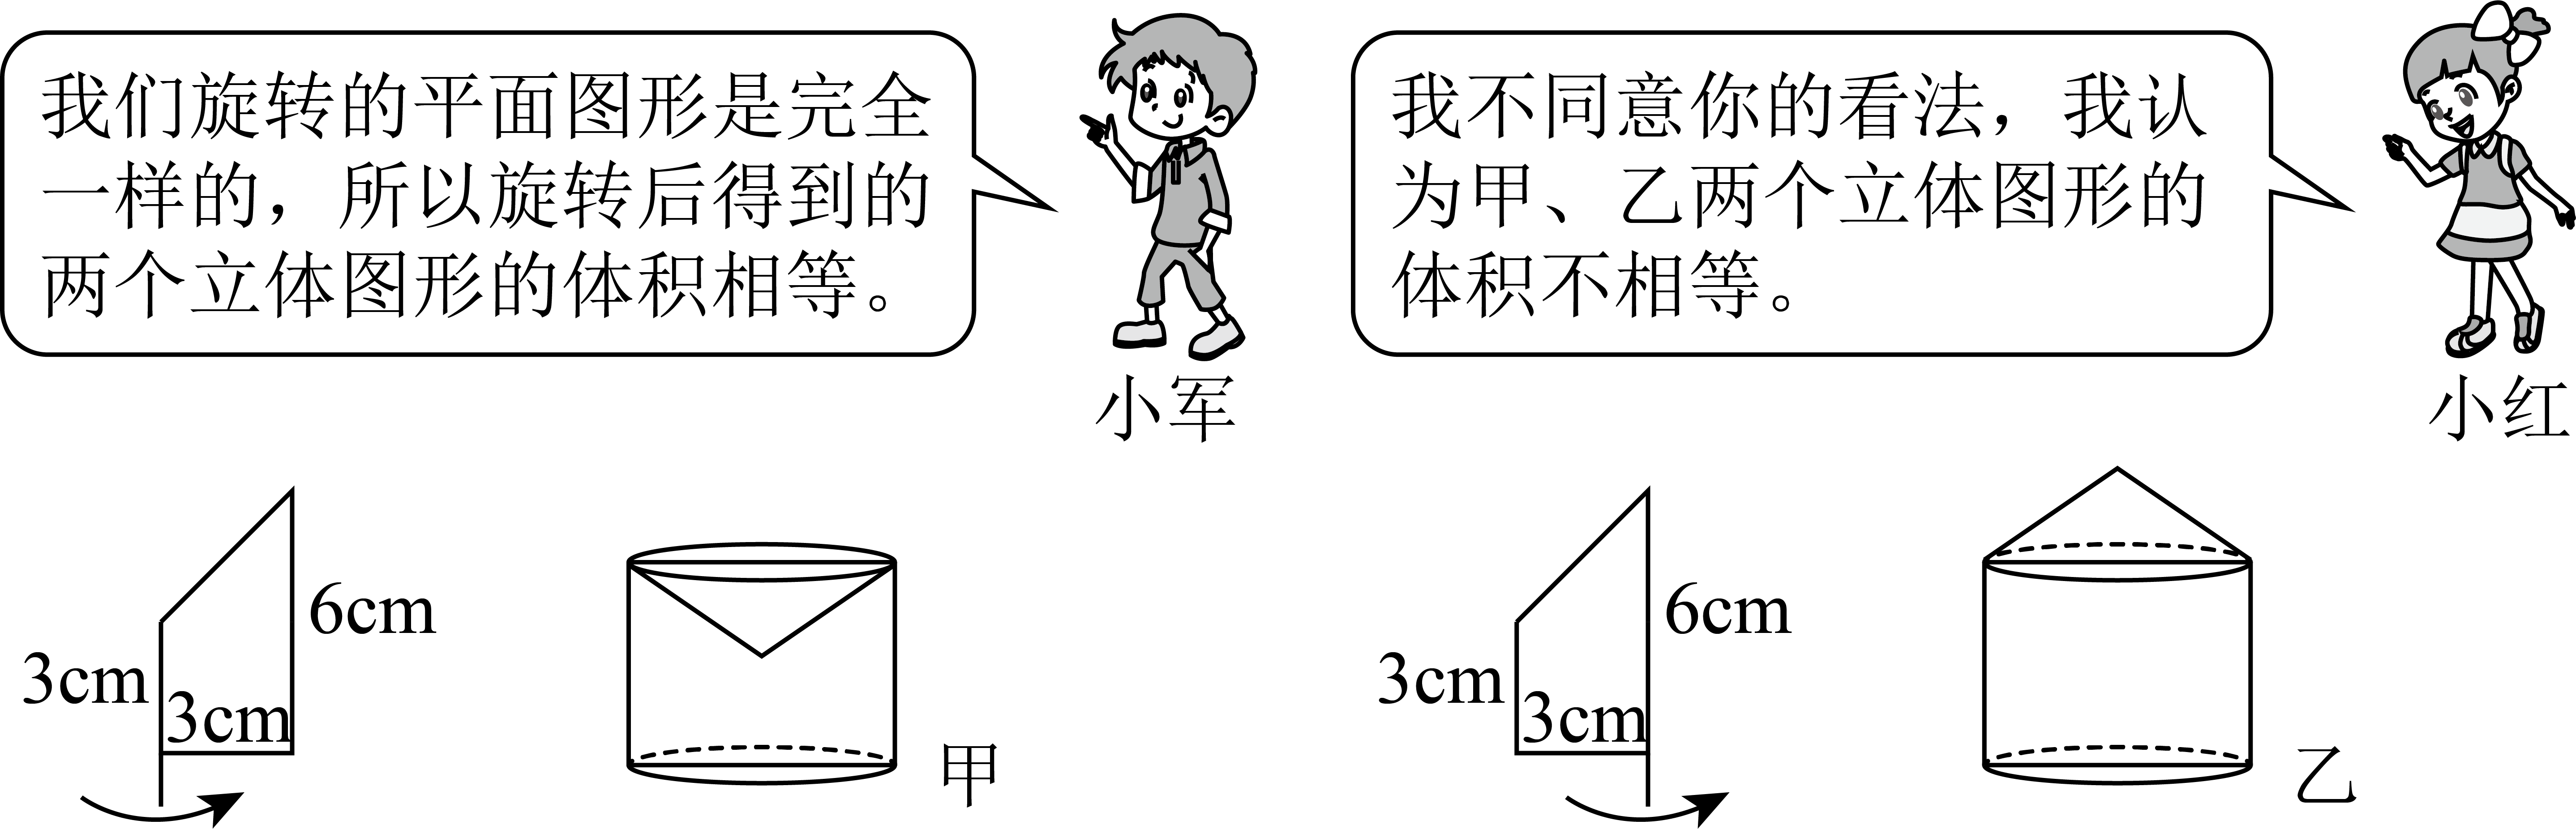 我们旋转的平面图形是完全
一样的，所以旋转后得到的
两个立体图形的体积相等。
小军
我不同意你的看法，我认
为甲、乙两个立体图形的
体积不相等。
小红
6cm
3cm
3cm
甲
6cm
3cm
3cm
乙